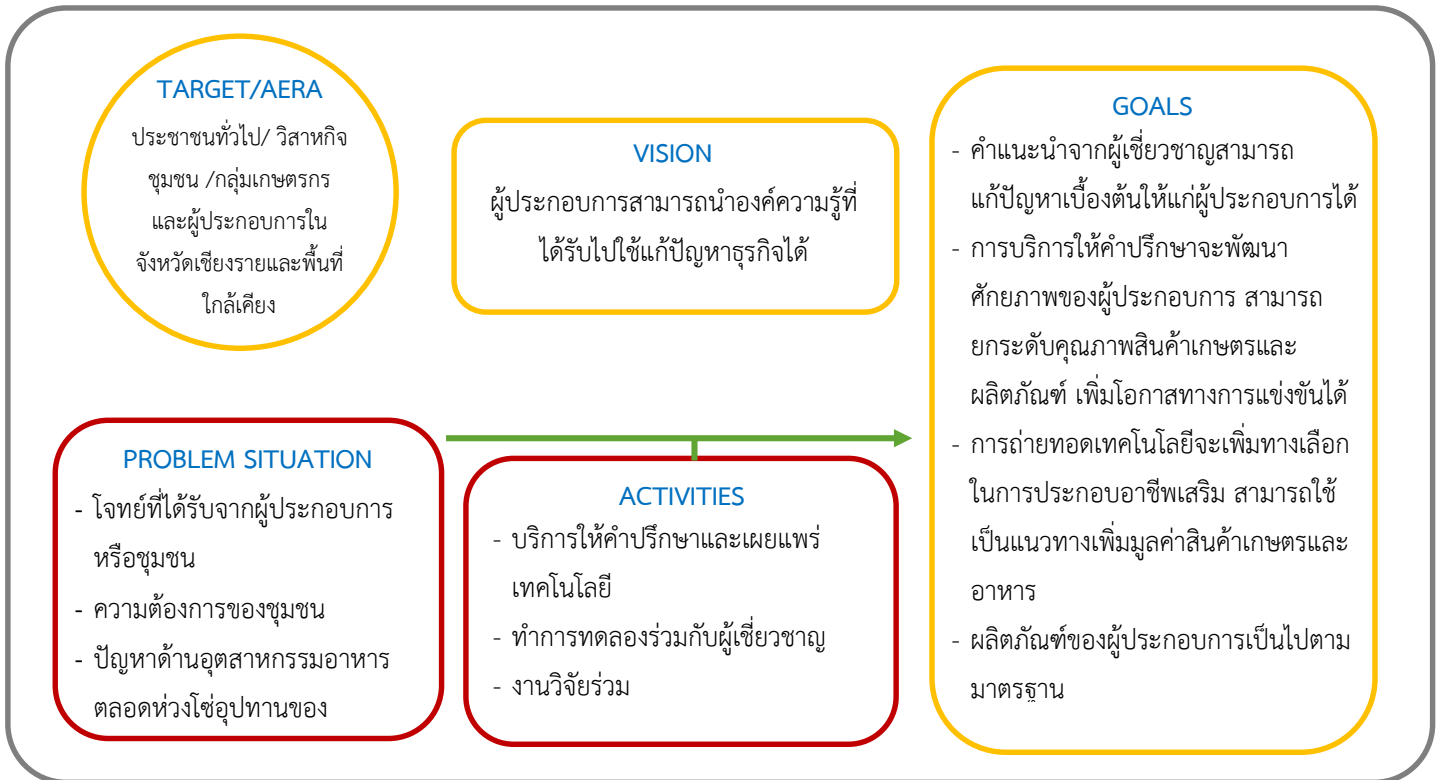 TARGET/AERA
ประชาชนทั่วไป/ วิสาหกิจ
ชุมชน /กลุ่มเกษตรกร
และผู้ประกอบการใน
จังหวัดเชียงรายและพื้นที่
ใกล้เคียง
VISION
ผู้ประกอบการสามารถนำองค์ความรู้ที่
ได้รับไปใช้แก้ปัญหาธุรกิจได้
GOALS
- คำแนะนำจากผู้เชี่ยวชาญสามารถ
แก้ปัญหาเบื้องต้นให้แก่ผู้ประกอบการได้
- การบริการให้คำปรึกษาจะพัฒนา
ศักยภาพของผู้ประกอบการ สามารถ
ยกระดับคุณภาพสินค้าเกษตรและ
ผลิตภัณฑ์ เพิ่มโอกาสทางการแข่งขันได้
- การถ่ายทอดเทคโนโลยีจะเพิ่มทางเลือก
ในการประกอบอาชีพเสริม สามารถใช้
เป็นแนวทางเพิ่มมูลค่าสินค้าเกษตรและ
อาหาร
- ผลิตภัณฑ์ของผู้ประกอบการเป็นไปตาม
มาตรฐาน
PROBLEM SITUATION
- โจทย์ที่ได้รับจากผู้ประกอบการ
หรือชุมชน
- ความต้องการของชุมชน
- ปัญหาด้านอุตสาหกรรมอาหาร
ตลอดห่วงโซ่อุปทานของ
ACTIVITIES
- บริการให้คำปรึกษาและเผยแพร่
เทคโนโลยี
- ทำการทดลองร่วมกับผู้เชี่ยวชาญ
- งานวิจัยร่วม